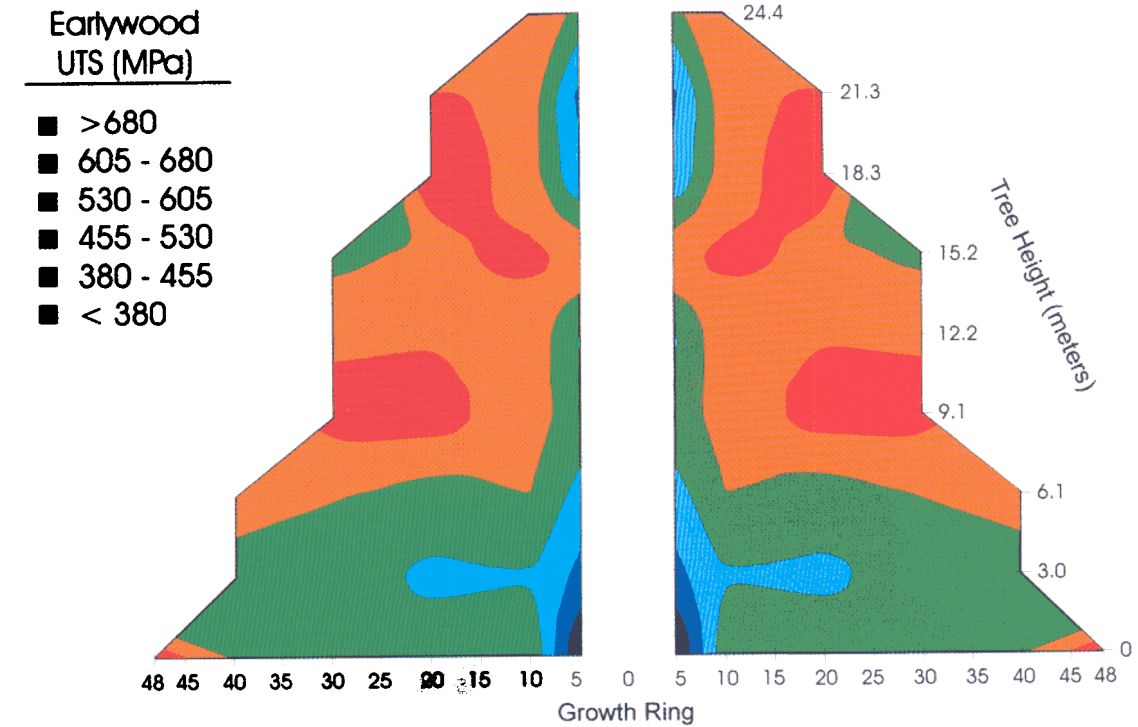 Earlywood
UTS (MPa)
>680
605 - 680
530 - 605
455 - 530
380 - 455
< 380
24.4
21.3
18.3
15.2
12.2
9.1
6.1
3.0
0
Tree Height (meters)
48 45 40 35 30 25 20 15 10 5 0 5 10 15 20 25 30 35 40 45 48
Growth Ring